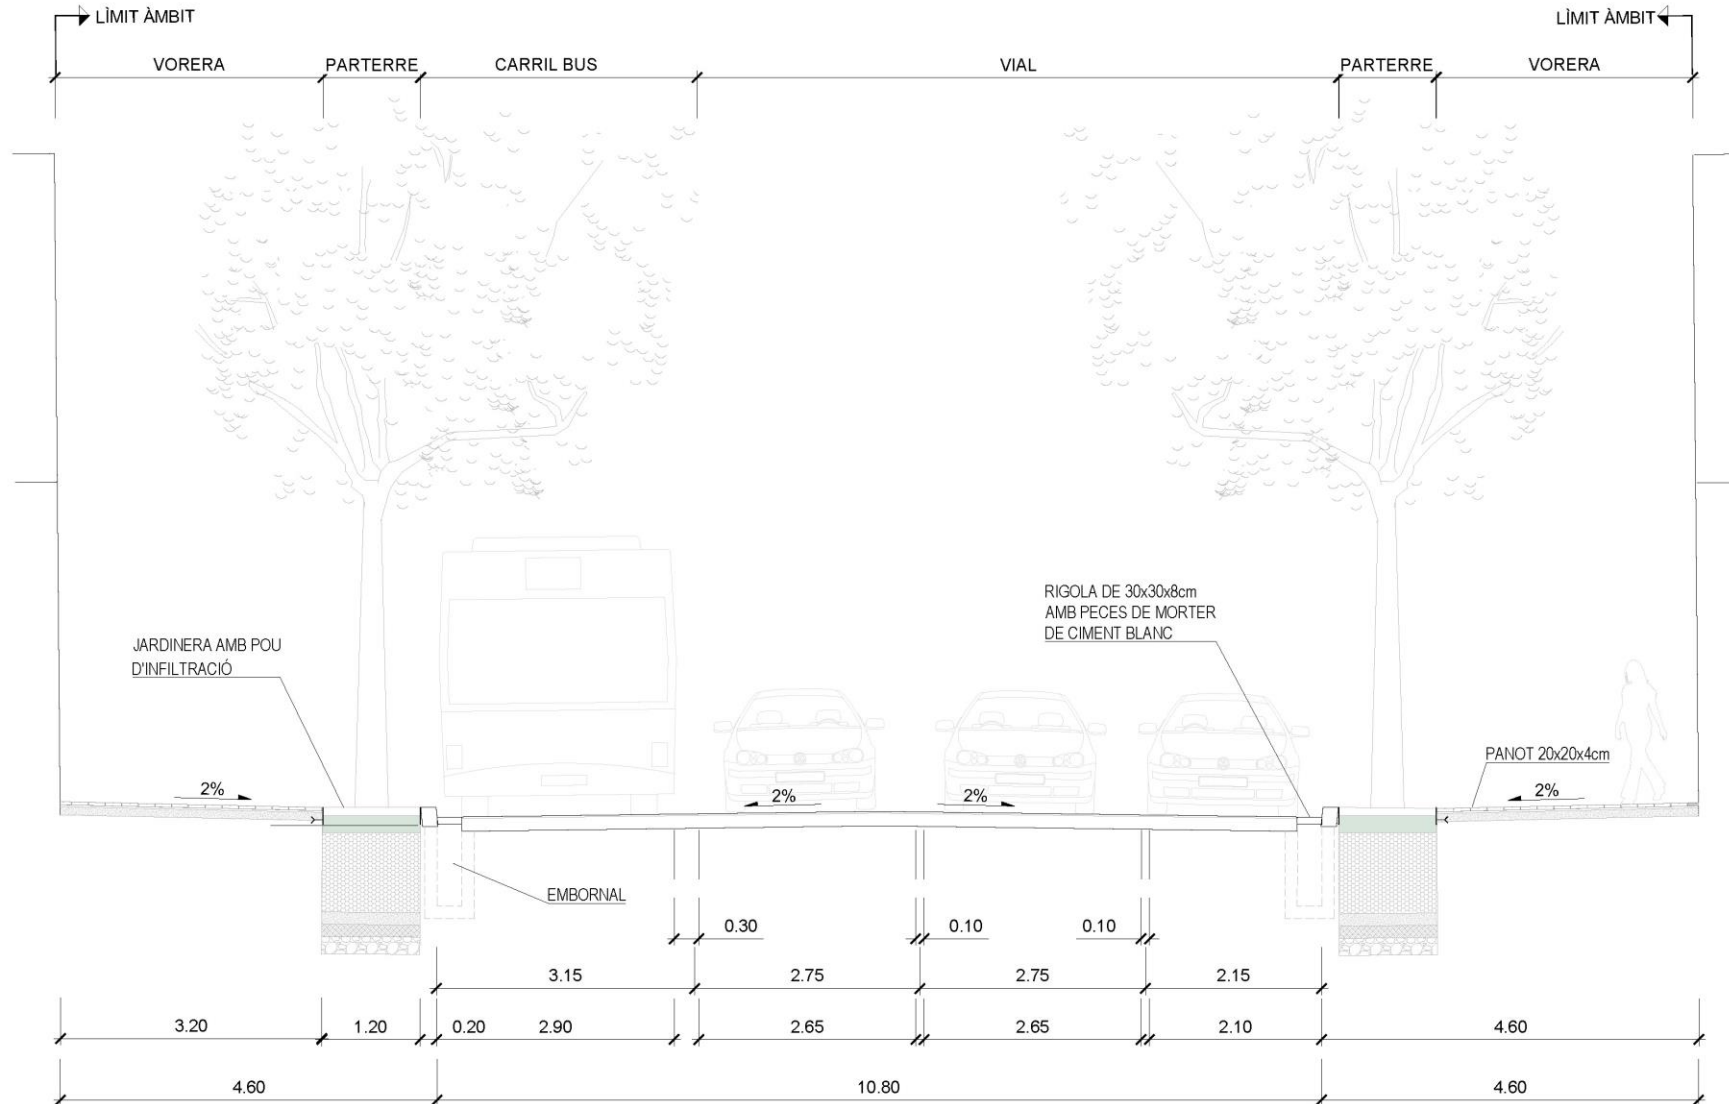 LÌMIT ÀMBIT
LÌMIT ÀMBIT
VORERA
PARTERRE
CARRIL BUS
VIAL
PARTERRE
VORERA
RIGOLA DE 30x30x8cm
AMB PECES DE MORTER
DE CIMENT BLANC
JARDINERA AMB POU
D'INFILTRACIÓ
PANOT 20x20x4cm
2%
2%
2%
2%
EMBORNAL
0.30
0.10
0.10
3.15
2.75
2.75
2.15
3.20
1.20
0.20
2.90
2.65
2.65
2.10
4.60
4.60
10.80
4.60